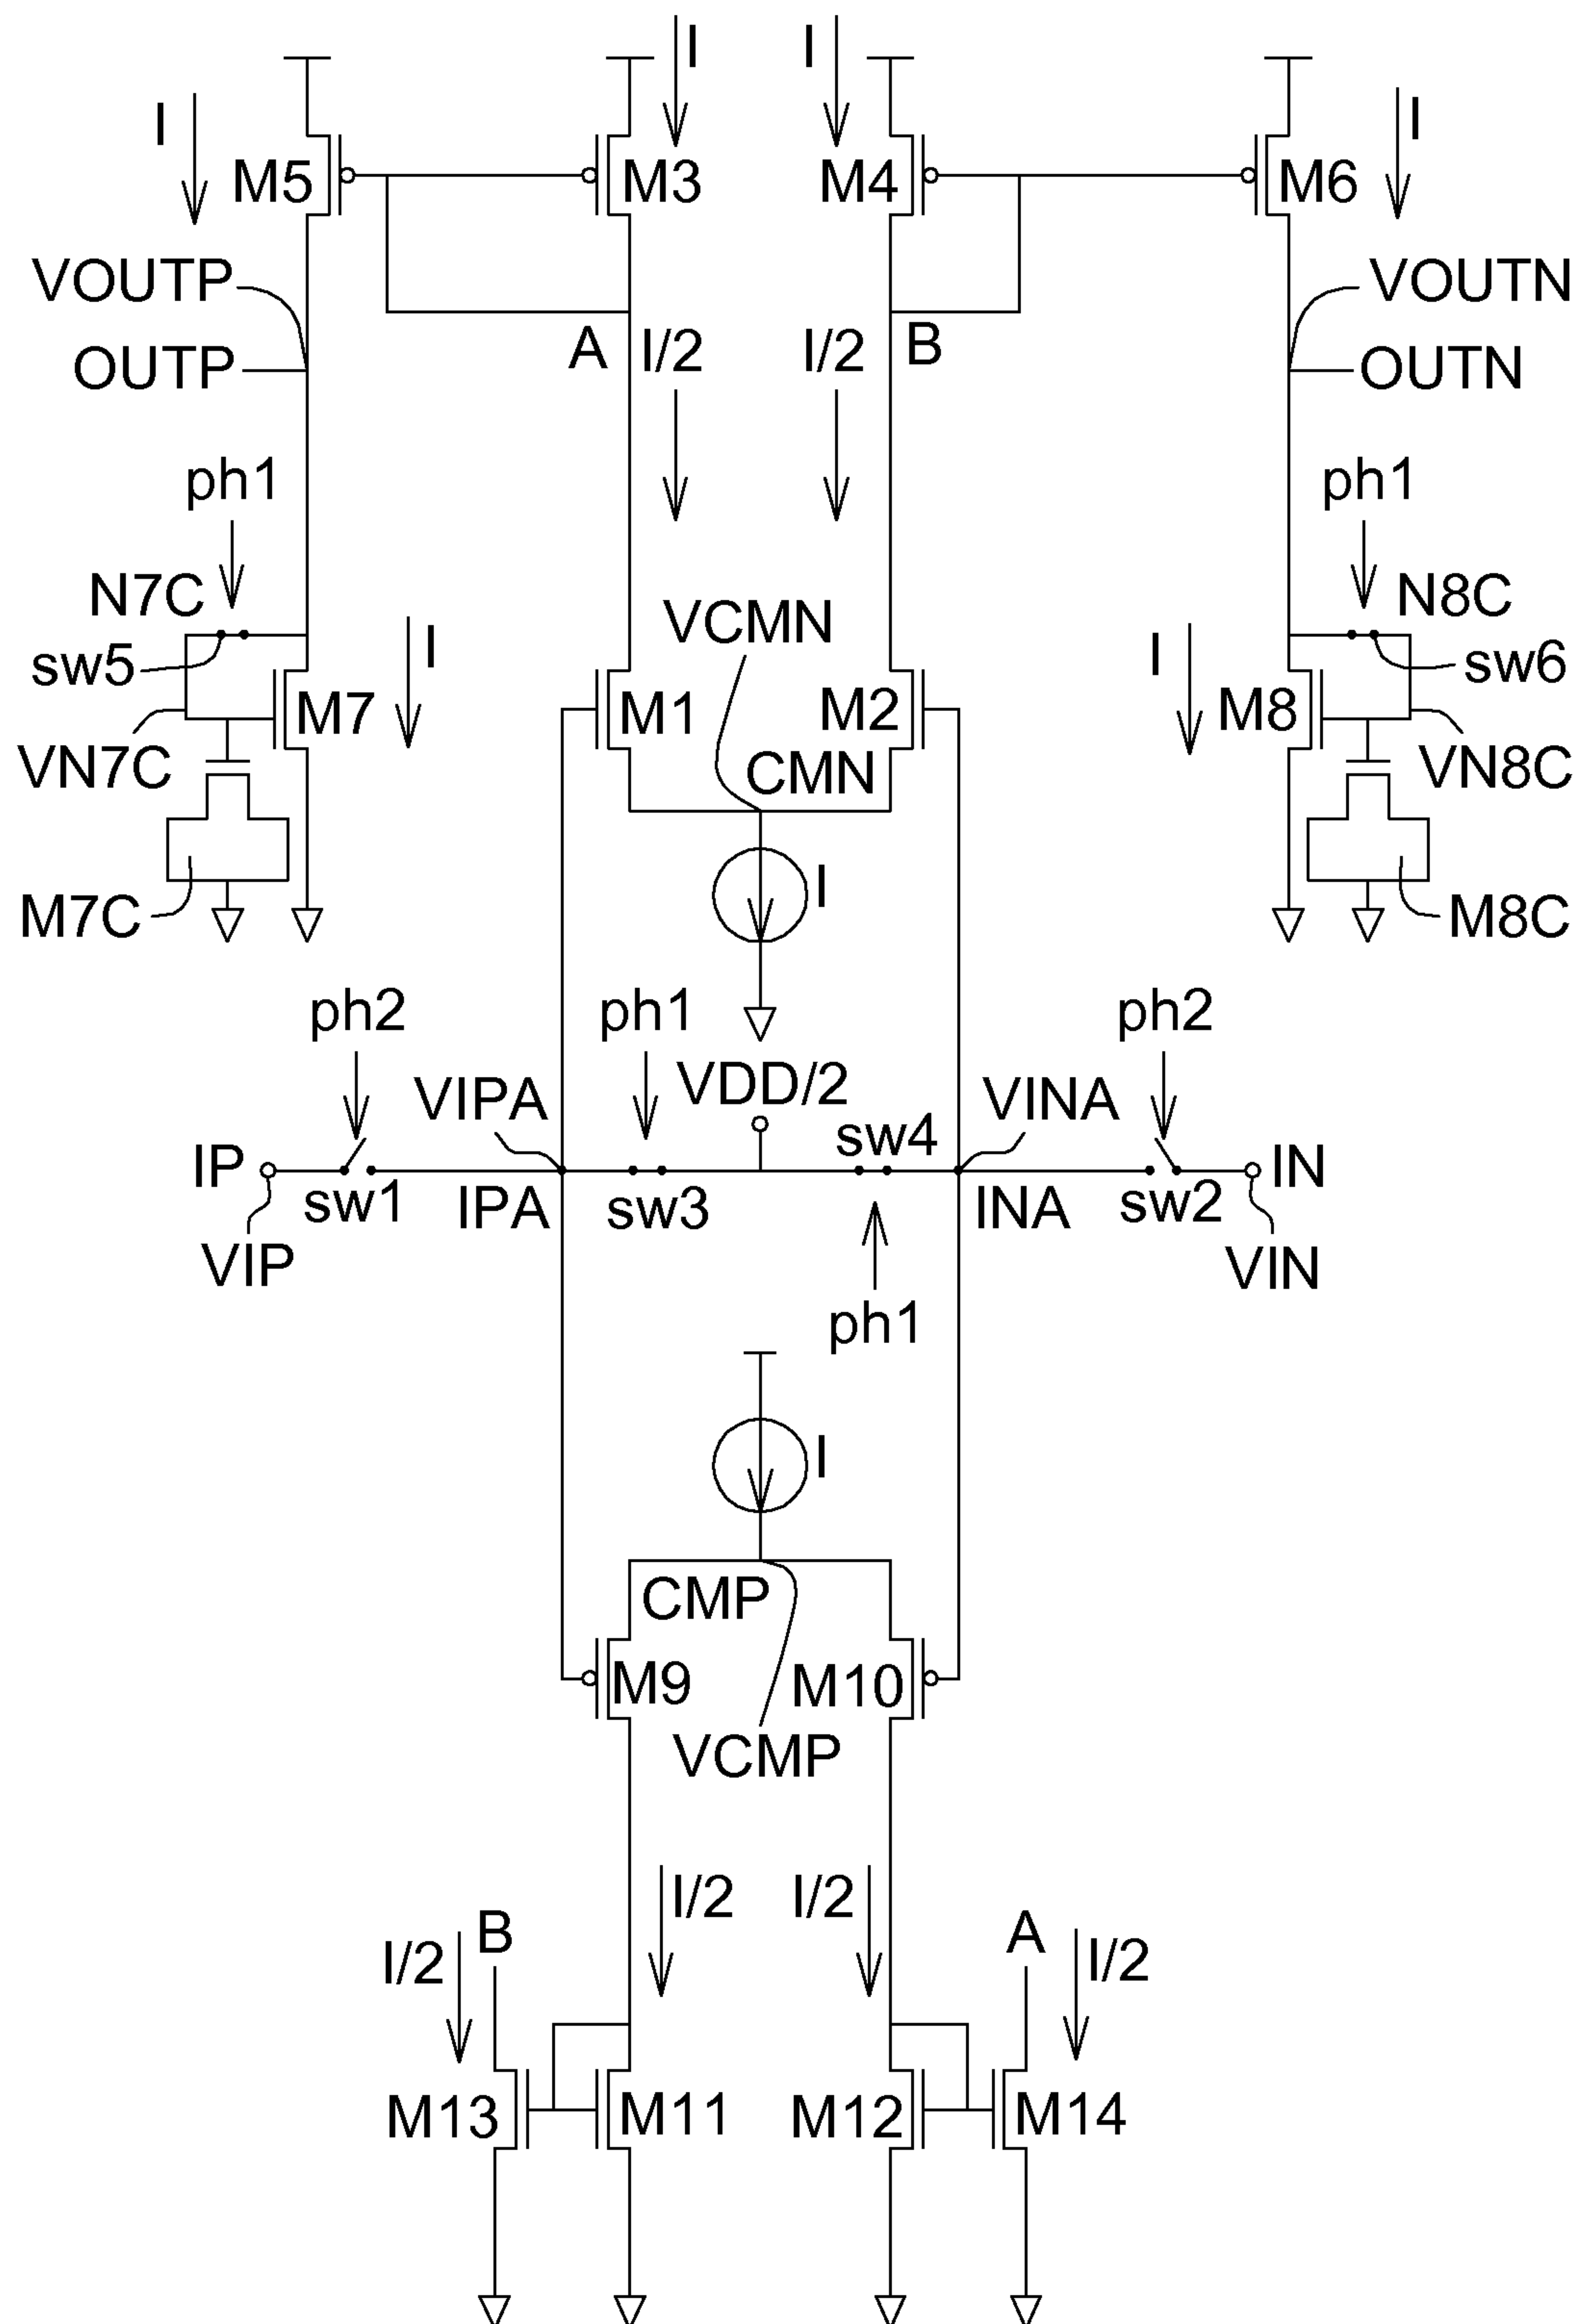 I
I
I
I
M5
M3
M4
M6
VOUTP
VOUTN
A
I/2
I/2
B
OUTP
OUTN
ph1
ph1
N7C
VCMN
N8C
sw5
I
I
sw6
M7
M1
M2
M8
VN7C
CMN
VN8C
I
M7C
M8C
ph2
ph1
ph2
VDD/2
VIPA
VINA
sw4
IP
IN
sw1
IPA
sw3
INA
sw2
VIP
VIN
ph1
I
CMP
M9
M10
VCMP
I/2
I/2
B
A
I/2
I/2
M13
M11
M12
M14